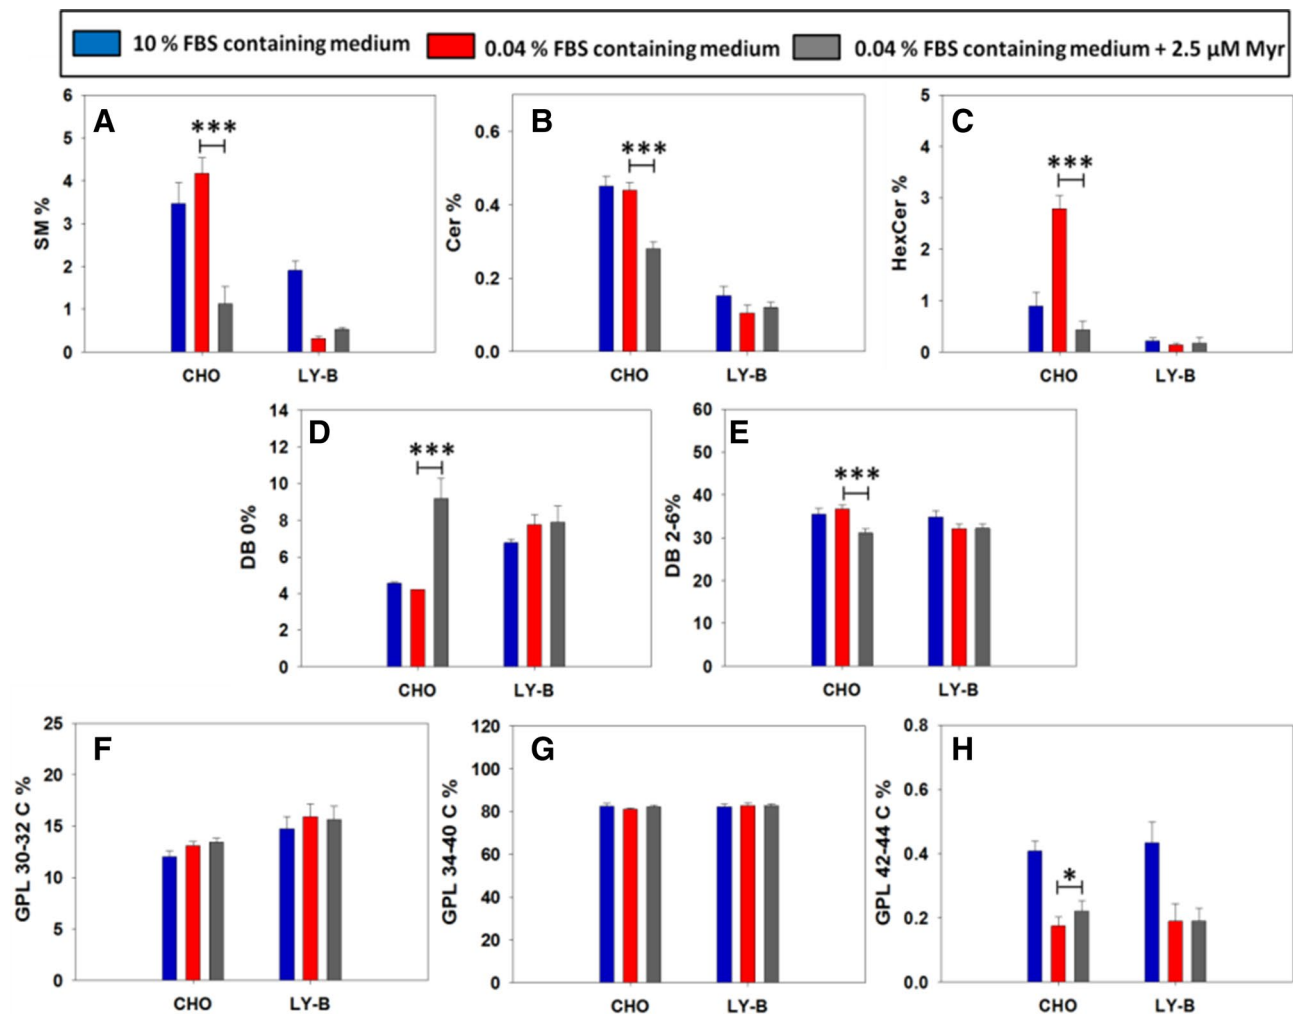 10 % FBS containing medium 0.04 % FBS containing medium 0.04 % FBS containing medium + 2.5 µM Myr
A
SM %
6
5
4
3
2
1
0
***
CHO LY-B
B
Cer %
0.6
0.4
0.2
0.0
***
CHO LY-B
C
HexCer %
5
4
3
2
1
0
***
CHO LY-B
D
DB 0%
14
12
10
8
6
4
2
0
***
CHO LY-B
E
DB 2-6%
60
50
40
30
20
10
0
***
CHO LY-B
F
GPL 30-32 C %
25
20
15
10
5
0
CHO LY-B
G
GPL 34-40 C %
120
100
80
60
40
20
0
CHO LY-B
H
GPL 42-44 C %
0.8
0.6
0.4
0.2
0.0
*
CHO LY-B